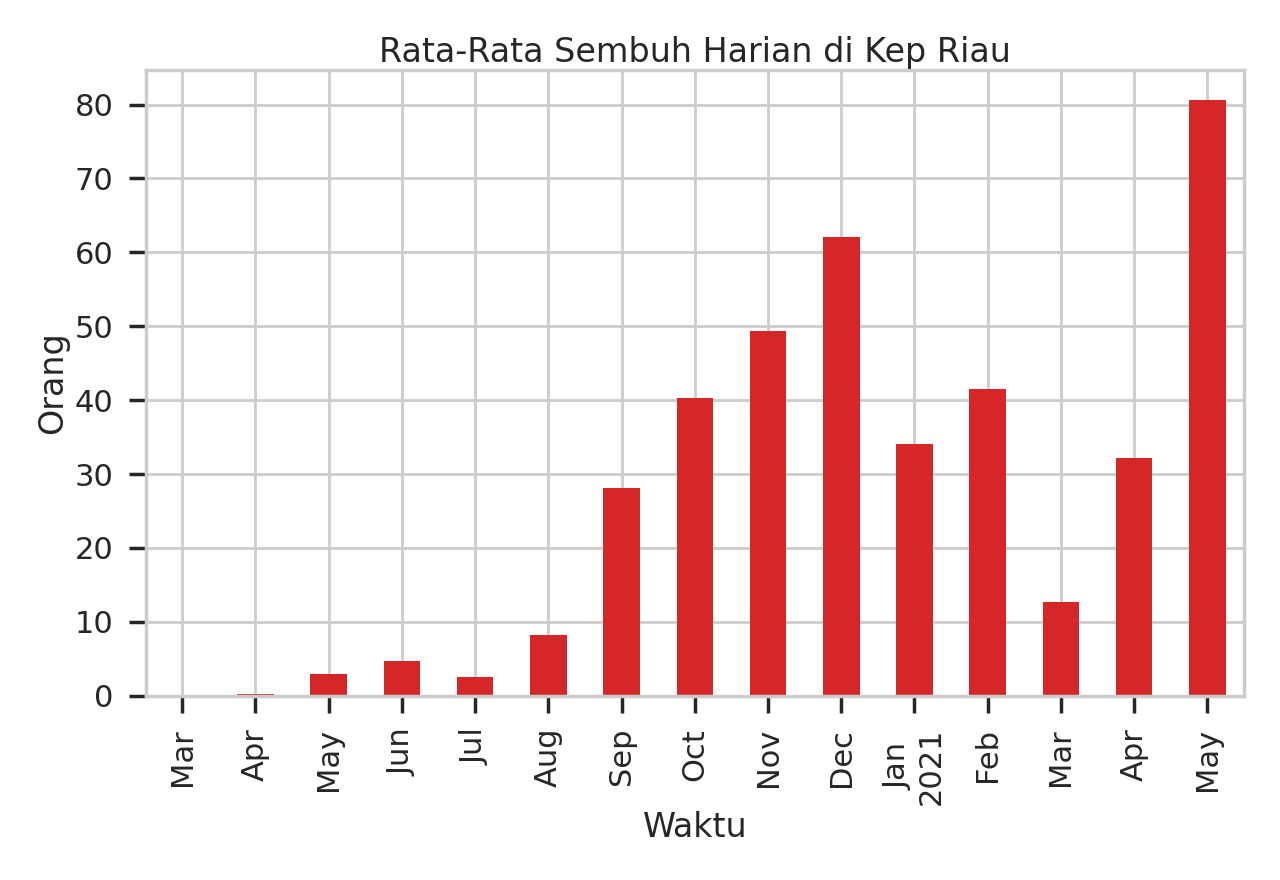 Rata-Rata Sembuh Harian di Kep Riau
Orang
80
70
60
50
40
30
20
10
0
Mar
Apr
May
Jun
Jul
Aug
Sep
Oct
Nov
Dec
Jan
2021
Feb
Mar
Apr
May
Waktu